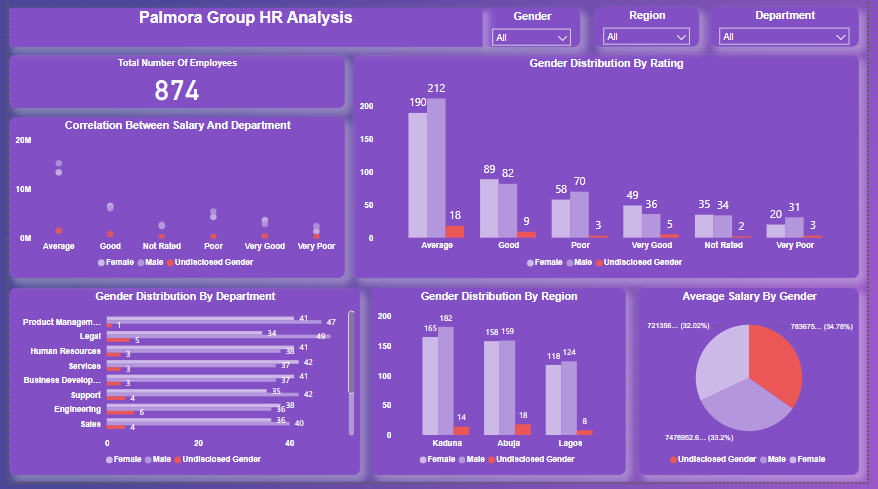 Palmora Group HR Analysis
Gender
All
Region
All
Department
All
Total Number Of Employees
874
Correlation Between Salary And Department
20M
10M
0M
Average Good Not Rated Poor Very Good Very Poor
Female Male Undisclosed Gender
Gender Distribution By Rating
200
150
100
50
0
190 212 18
89 82 9
58 70 3
49 36 5
35 34 2
20 31 3
Average Good Poor Very Good Not Rated Very Poor
Female Male Undisclosed Gender
Gender Distribution By Department
Product Managem... 41 47 1
Legal 34 49 5
Human Resources 41 38 3
Services 42 37 3
Business Develop... 41 37 3
Support 35 42 4
Engineering 38 36 6
Sales 36 40 4
0 20 40
Female Male Undisclosed Gender
Gender Distribution By Region
200
150
100
50
0
165 182 14
158 159 18
118 124 8
Kaduna Abuja Lagos
Female Male Undisclosed Gender
Average Salary By Gender
721356... (32.02%)
783675... (34.78%)
7478952.6... (33.2%)
Undisclosed Gender Male Female